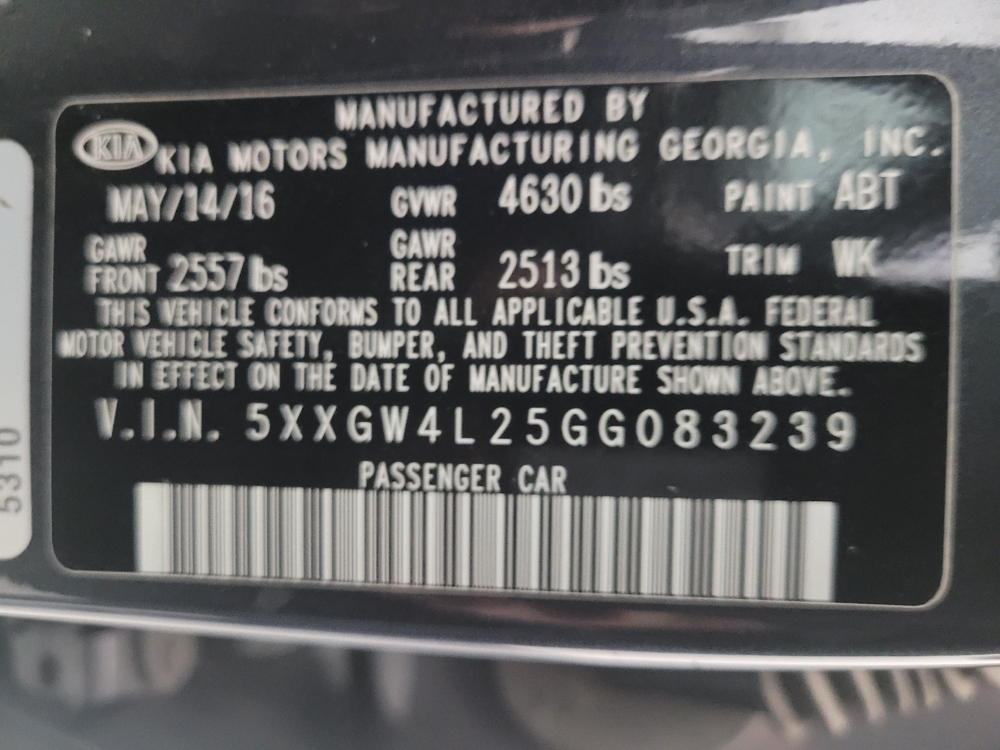 MANUFACTURED BY
KIA KIA MOTORS MANUFACTURING GEORGIA, INC.
MAY/14/16 GVWR 4630 lbs PAINT ABT
GAWR FRONT 2557 lbs GAWR REAR 2513 lbs TRIM WK
THIS VEHICLE CONFORMS TO ALL APPLICABLE U.S.A. FEDERAL
MOTOR VEHICLE SAFETY, BUMPER, AND THEFT PREVENTION STANDARDS
IN EFFECT ON THE DATE OF MANUFACTURE SHOWN ABOVE.
V.I.N. 5XXGW4L25GG083239
PASSENGER CAR
5310